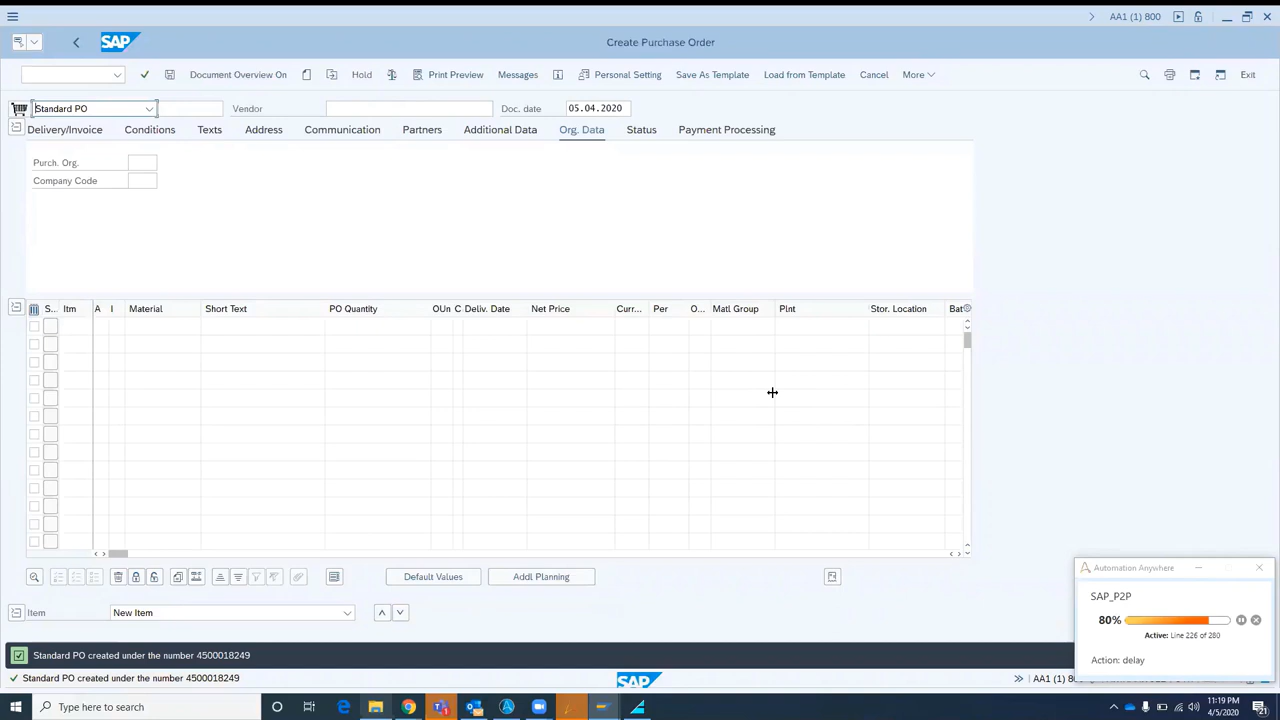 AA1 (1) 800
SAP
Create Purchase Order
Document Overview On Hold Print Preview Messages Personal Setting Save As Template Load from Template Cancel More Exit
Standard PO Vendor Doc. date 05.04.2020
Delivery/Invoice Conditions Texts Address Communication Partners Additional Data Org. Data Status Payment Processing
Purch. Org.
Company Code
S... Itm A I Material Short Text PO Quantity OUn C Deliv. Date Net Price Curr... Per O... Matl Group Plnt Stor. Location Bat
Default Values Addl Planning
Item New Item
Standard PO created under the number 4500018249
Standard PO created under the number 4500018249
SAP
AA1 (1) 8
Automation Anywhere
SAP_P2P
80%
Active: Line 226 of 280
Action: delay
Type here to search
11:19 PM
4/5/2020
21